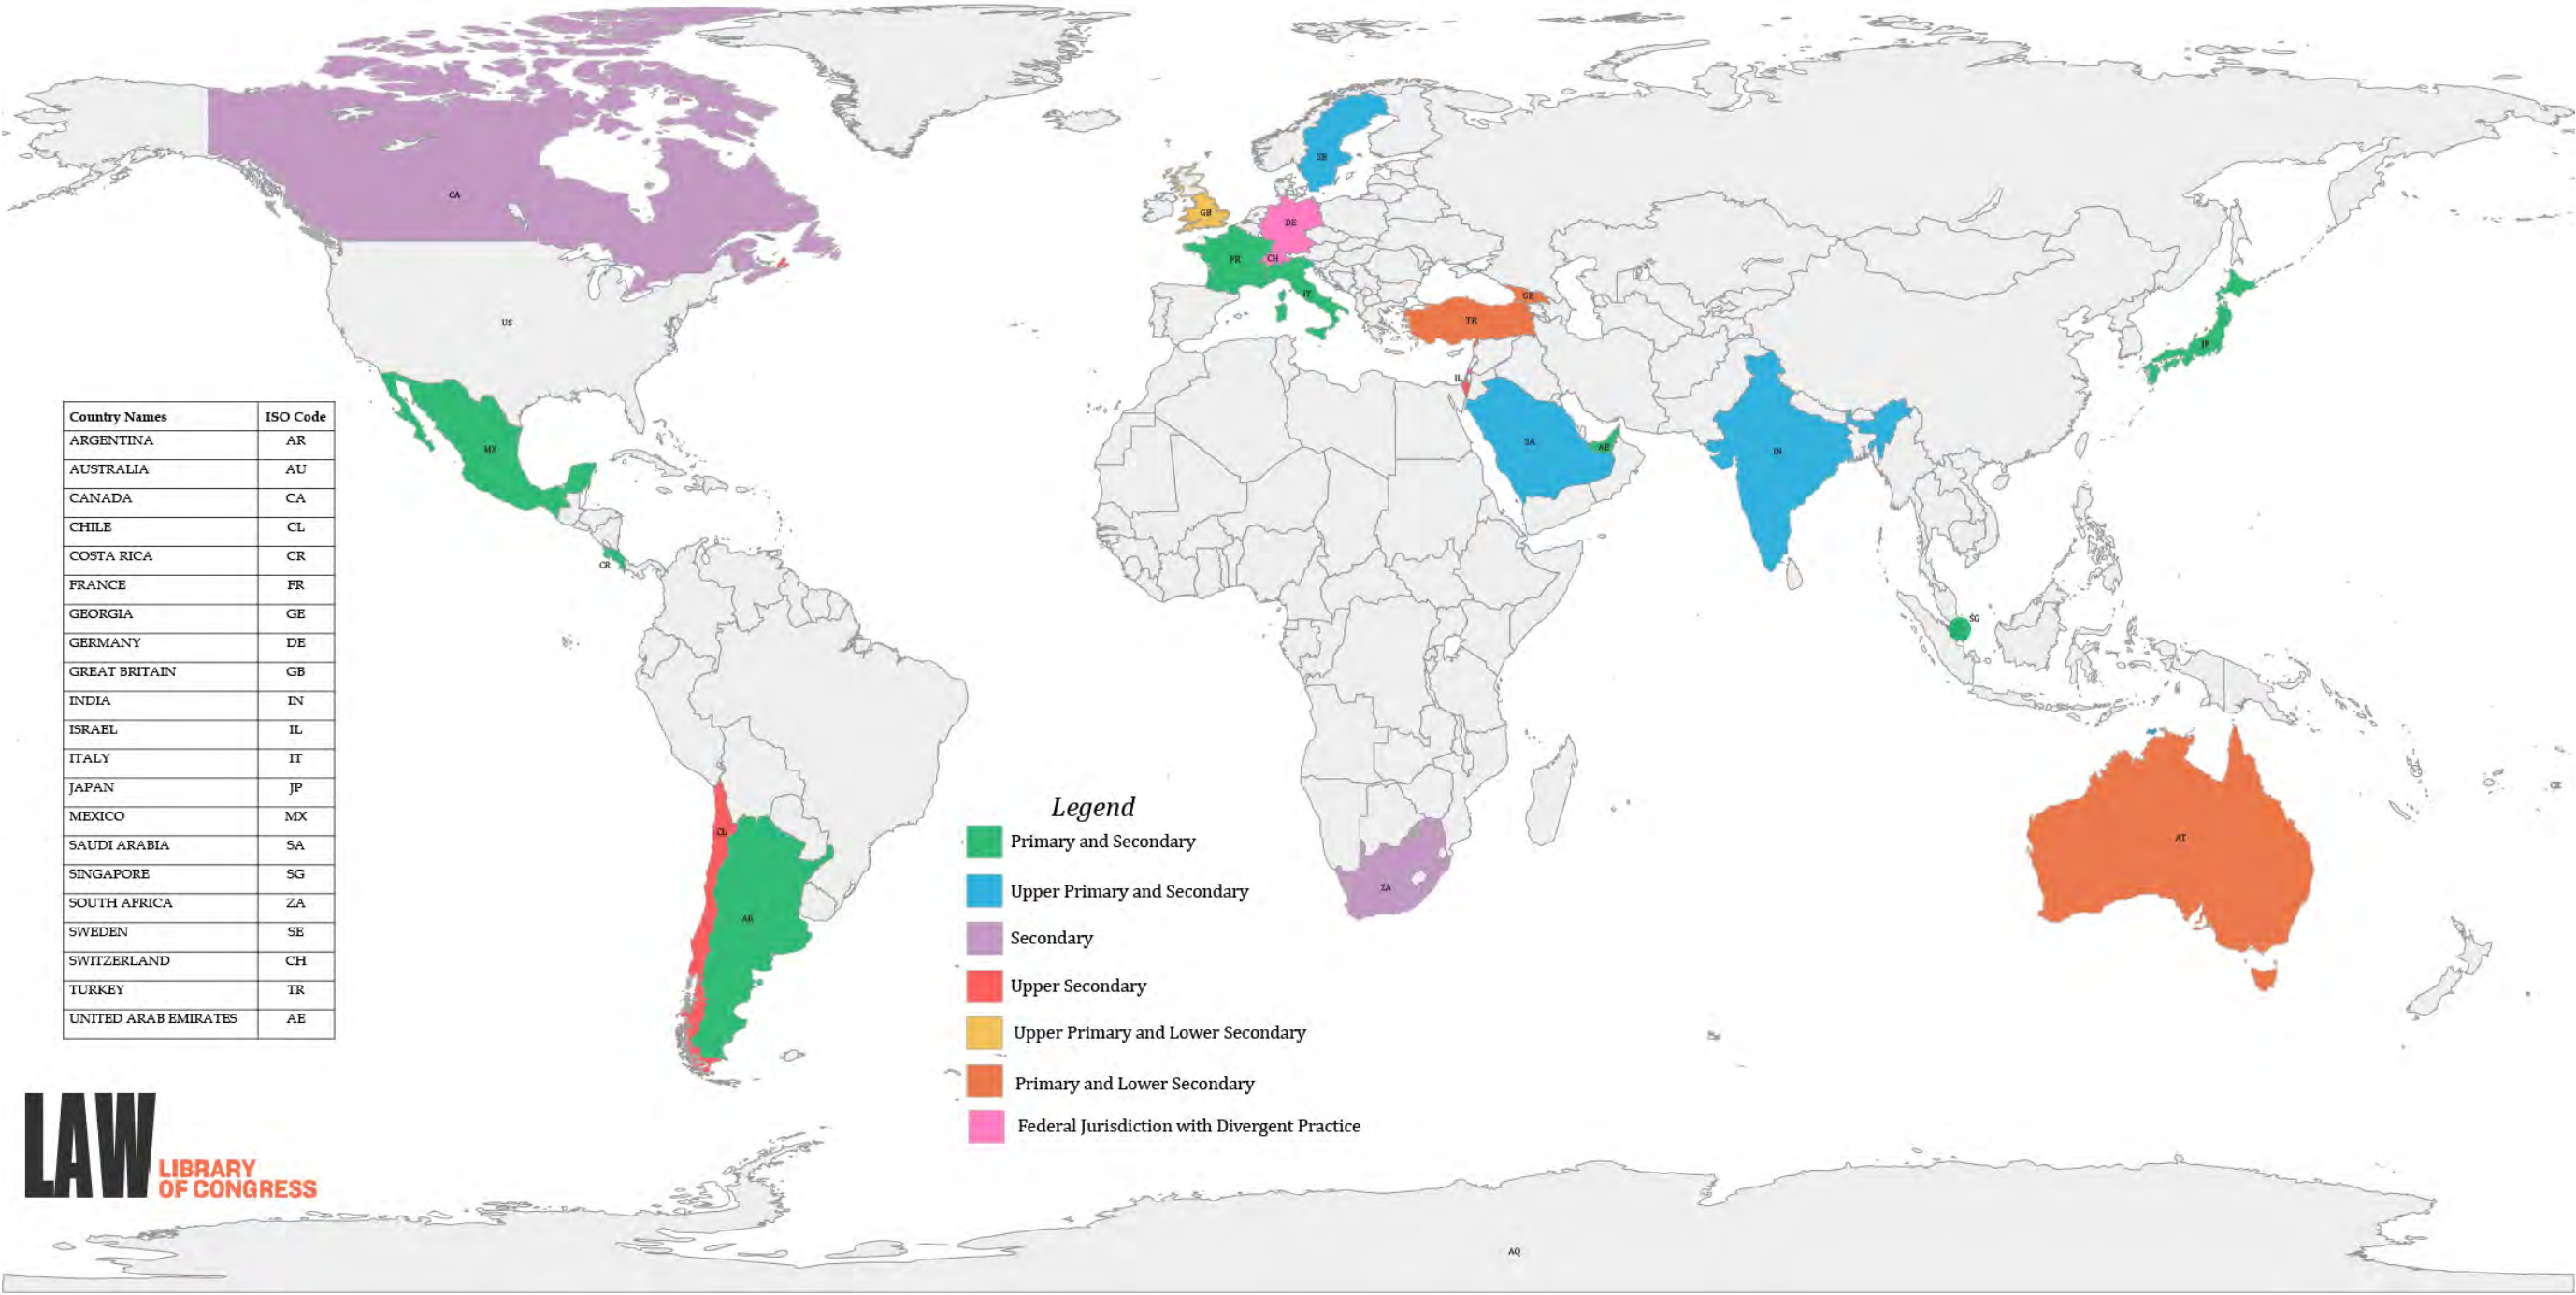 CA
US
MX
CR
CL
AR
GB
SE
DE
FR
CH
IT
TR
GE
IL
SA
AE
IN
JP
SG
ZA
AT
AQ
Country Names ISO Code
ARGENTINA AR
AUSTRALIA AU
CANADA CA
CHILE CL
COSTA RICA CR
FRANCE FR
GEORGIA GE
GERMANY DE
GREAT BRITAIN GB
INDIA IN
ISRAEL IL
ITALY IT
JAPAN JP
MEXICO MX
SAUDI ARABIA SA
SINGAPORE SG
SOUTH AFRICA ZA
SWEDEN SE
SWITZERLAND CH
TURKEY TR
UNITED ARAB EMIRATES AE
Legend
Primary and Secondary
Upper Primary and Secondary
Secondary
Upper Secondary
Upper Primary and Lower Secondary
Primary and Lower Secondary
Federal Jurisdiction with Divergent Practice
LAW
LIBRARY
OF CONGRESS